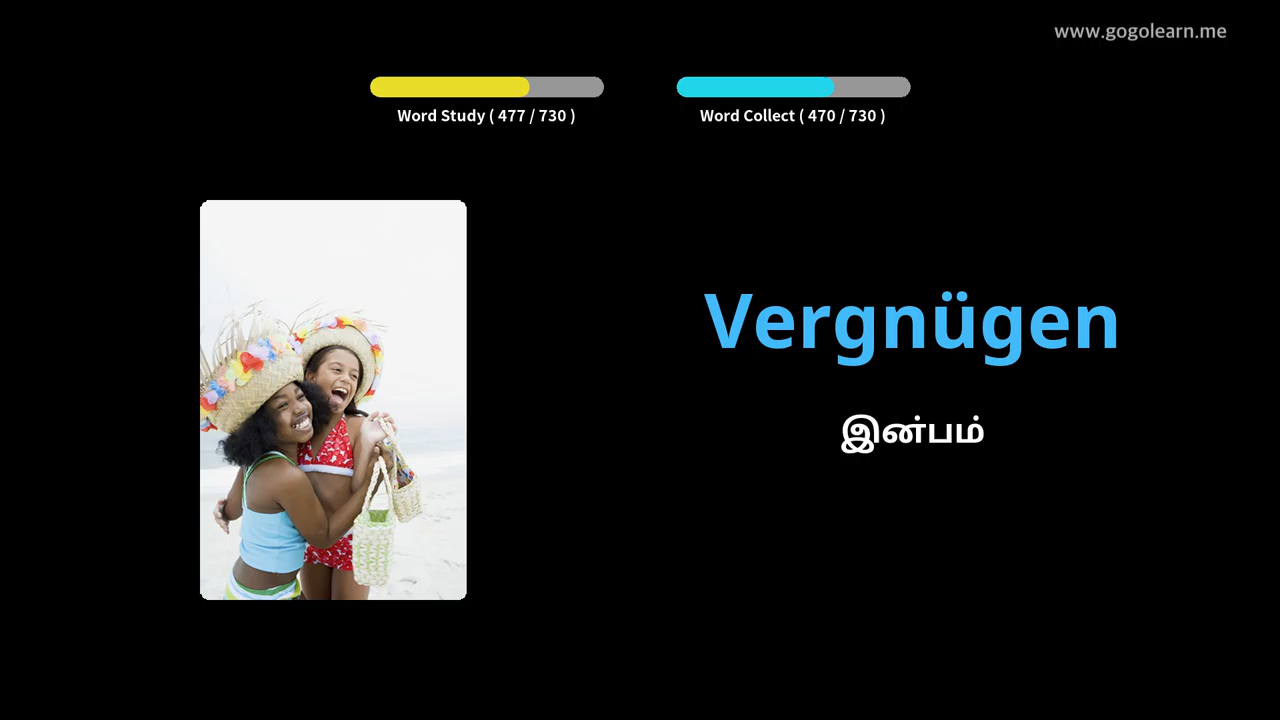 www.gogolearn.me
Word Study ( 477 / 730 )
Word Collect ( 470 / 730 )
Vergnügen
இன்பம்